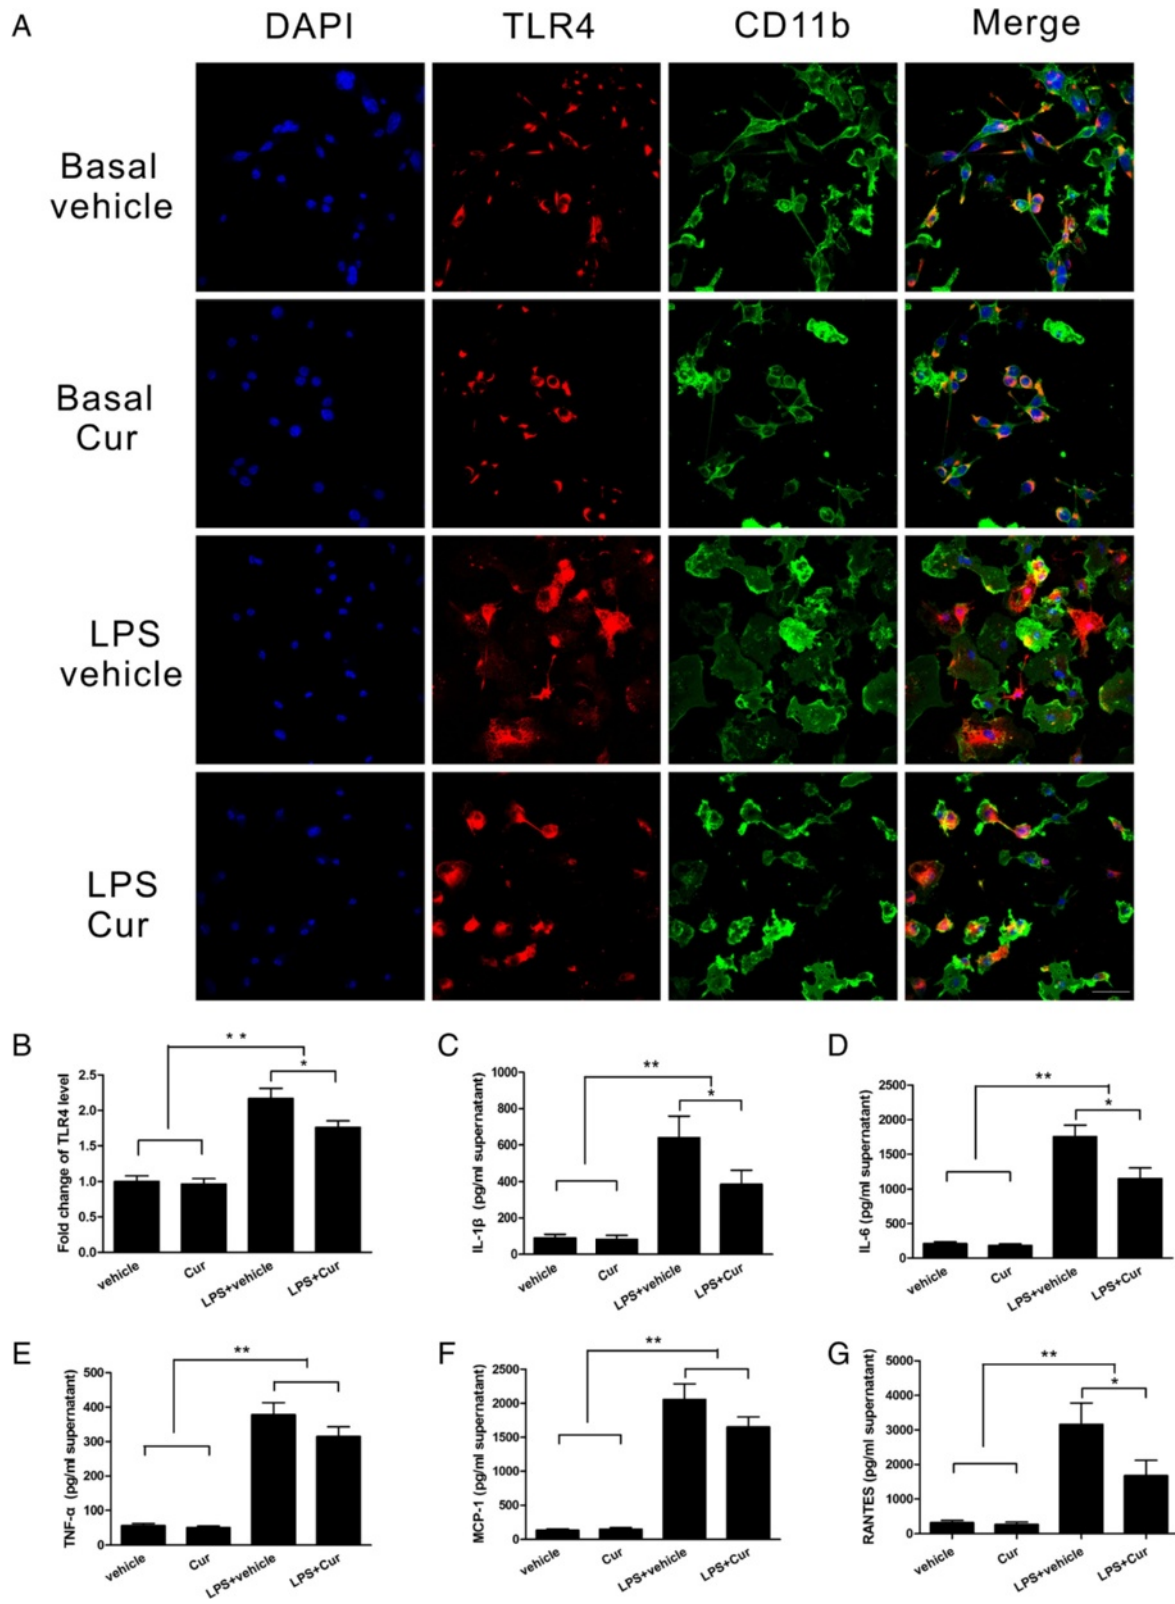 A
DAPI
TLR4
CD11b
Merge
Basal
vehicle
Basal
Cur
LPS
vehicle
LPS
Cur
B
Fold change of TLR4 level
2.5
2.0
1.5
1.0
0.5
0.0
* *
*
vehicle
Cur
LPS+vehicle
LPS+Cur
C
IL-1β (pg/ml supernatant)
1000
800
600
400
200
0
**
*
vehicle
Cur
LPS+vehicle
LPS+Cur
D
IL-6 (pg/ml supernatant)
2500
2000
1500
1000
500
0
**
*
vehicle
Cur
LPS+vehicle
LPS+Cur
E
TNF-α (pg/ml supernatant)
500
400
300
200
100
0
**
vehicle
Cur
LPS+vehicle
LPS+Cur
F
MCP-1 (pg/ml supernatant)
2500
2000
1500
1000
500
0
**
vehicle
Cur
LPS+vehicle
LPS+Cur
G
RANTES (pg/ml supernatant)
5000
4000
3000
2000
1000
0
**
*
vehicle
Cur
LPS+vehicle
LPS+Cur